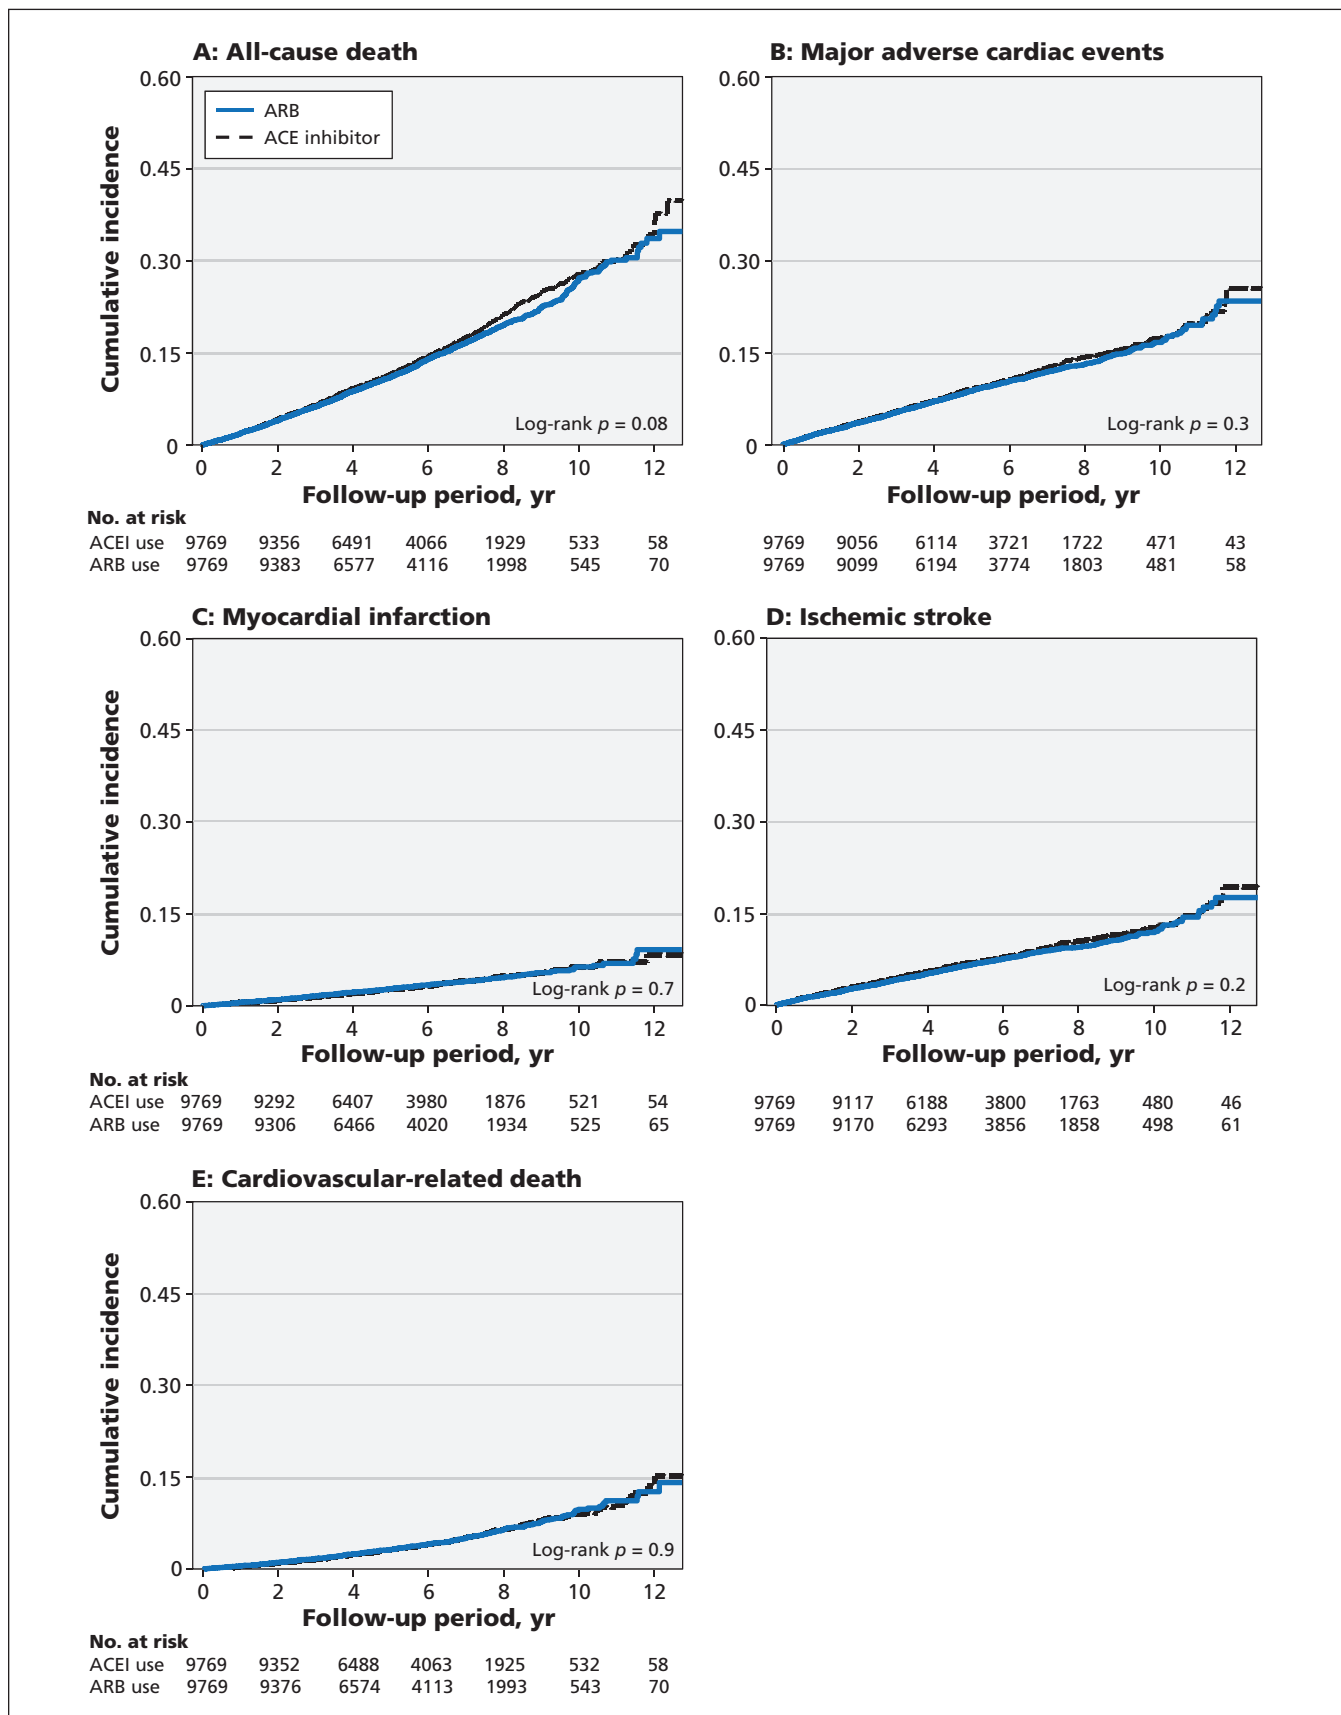 A: All-cause death
Cumulative incidence
0.60
0.45
0.30
0.15
0
ARB
ACE inhibitor
Log-rank p = 0.08
0 2 4 6 8 10 12
Follow-up period, yr
No. at risk
ACEI use 9769 9356 6491 4066 1929 533 58
ARB use 9769 9383 6577 4116 1998 545 70
B: Major adverse cardiac events
0.60
0.45
0.30
0.15
0
Log-rank p = 0.3
0 2 4 6 8 10 12
Follow-up period, yr
9769 9056 6114 3721 1722 471 43
9769 9099 6194 3774 1803 481 58
C: Myocardial infarction
Cumulative incidence
0.60
0.45
0.30
0.15
0
Log-rank p = 0.7
0 2 4 6 8 10 12
Follow-up period, yr
No. at risk
ACEI use 9769 9292 6407 3980 1876 521 54
ARB use 9769 9306 6466 4020 1934 525 65
D: Ischemic stroke
0.60
0.45
0.30
0.15
0
Log-rank p = 0.2
0 2 4 6 8 10 12
Follow-up period, yr
9769 9117 6188 3800 1763 480 46
9769 9170 6293 3856 1858 498 61
E: Cardiovascular-related death
Cumulative incidence
0.60
0.45
0.30
0.15
0
Log-rank p = 0.9
0 2 4 6 8 10 12
Follow-up period, yr
No. at risk
ACEI use 9769 9352 6488 4063 1925 532 58
ARB use 9769 9376 6574 4113 1993 543 70